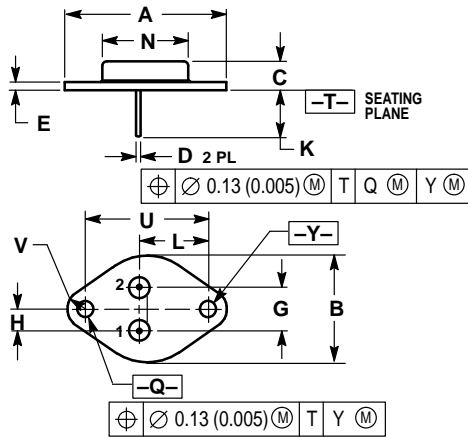 A
N
C
E
–T– SEATING PLANE
K
D 2 PL
⌖ ∅ 0.13 (0.005) Ⓜ T Q Ⓜ Y Ⓜ
U
V
L
–Y–
2
H
G
B
1
–Q–
⌖ ∅ 0.13 (0.005) Ⓜ T Y Ⓜ